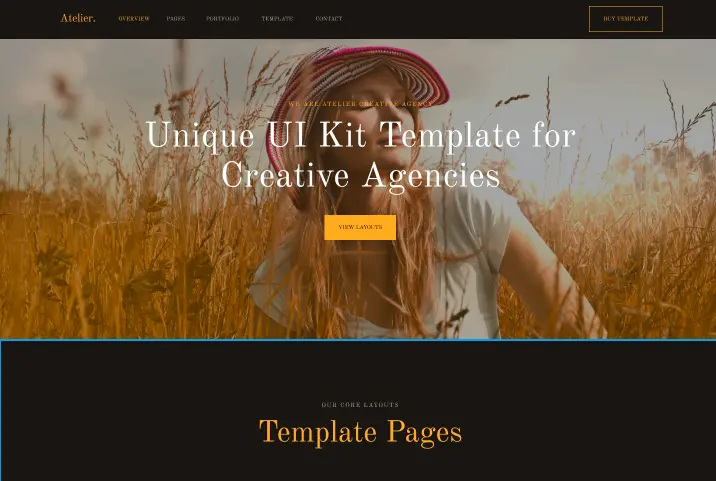 Atelier.
OVERVIEW
PAGES
PORTFOLIO
TEMPLATE
CONTACT
BUY TEMPLATE
WE ARE ATELIER CREATIVE AGENCY
Unique UI Kit Template for
Creative Agencies
VIEW LAYOUTS
OUR CORE LAYOUTS
Template Pages